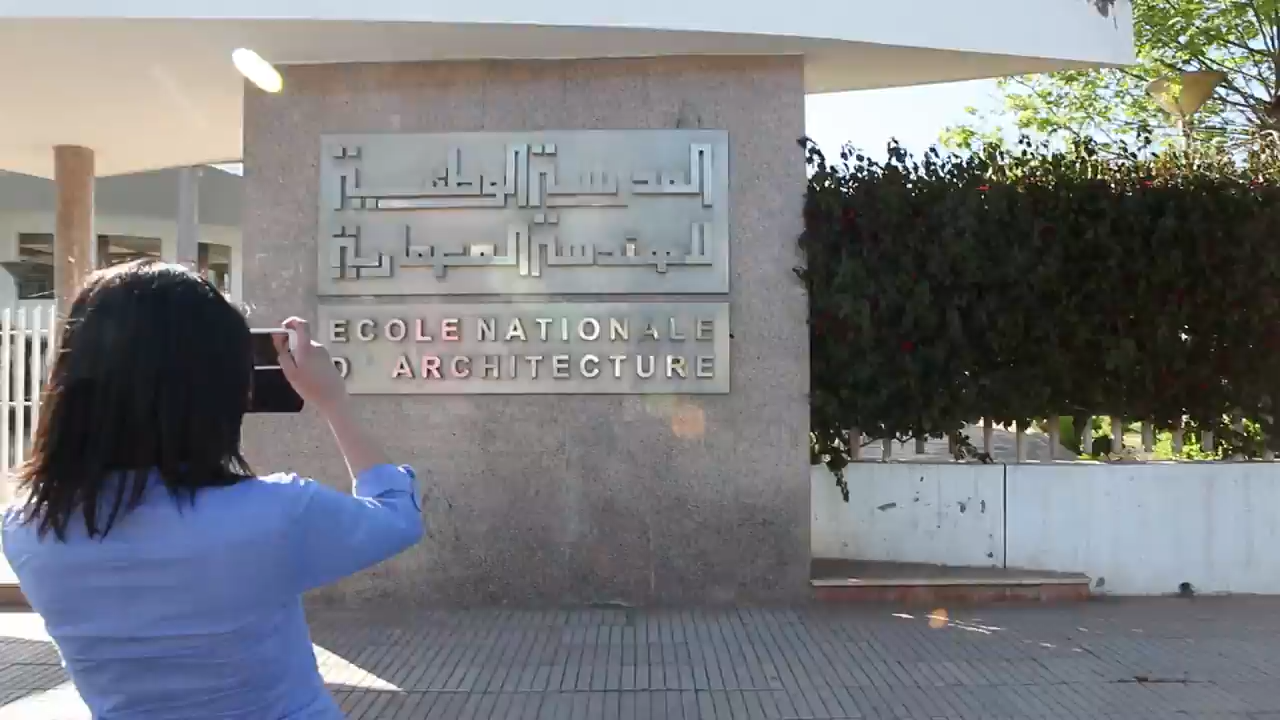 المدرسة الوطنية
للهندسة المعمارية
ECOLE NATIONALE
D ARCHITECTURE